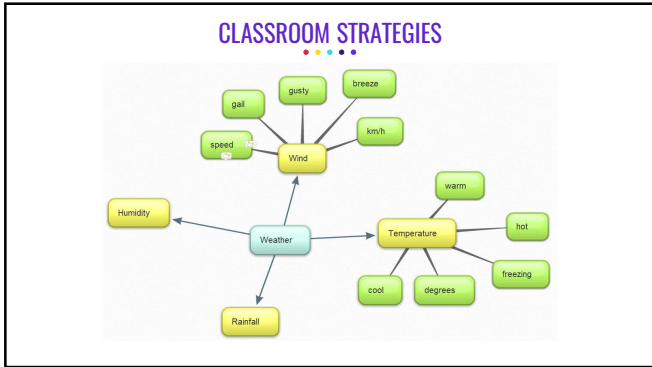 CLASSROOM STRATEGIES
breeze
gusty
gail
km/h
speed
Wind
warm
Humidity
hot
Temperature
Weather
freezing
cool
degrees
Rainfall